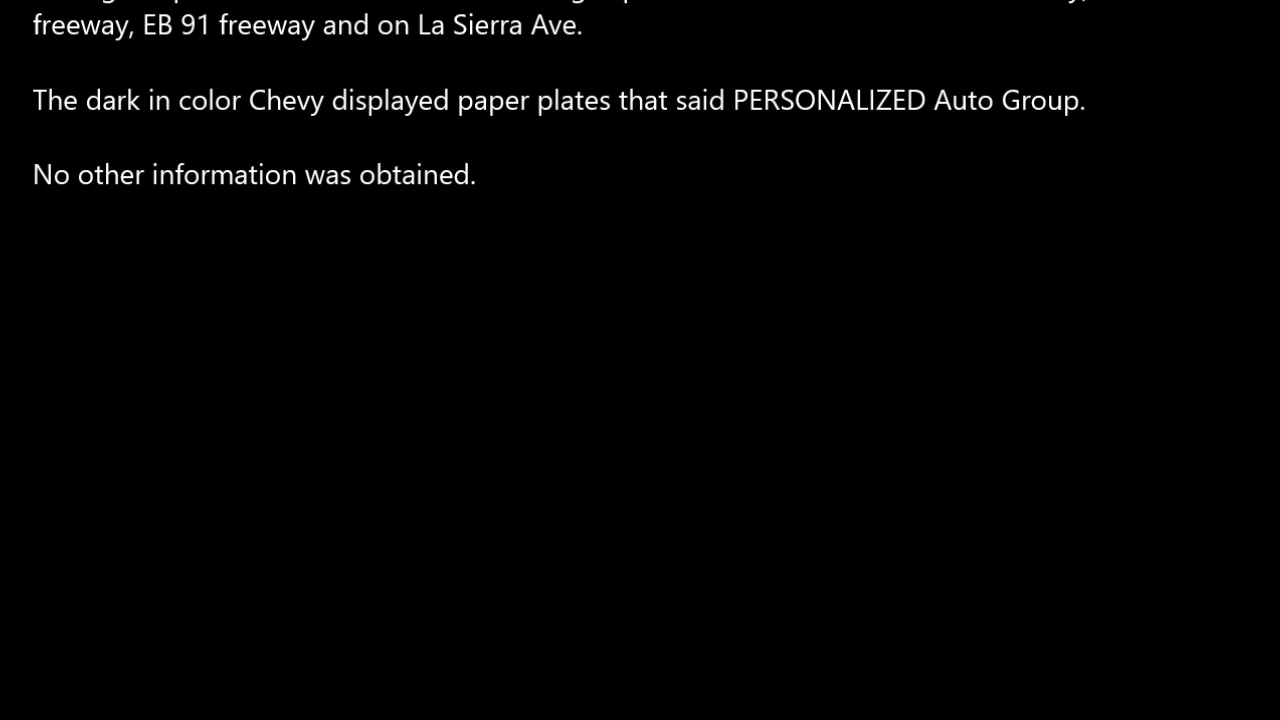 freeway, EB 91 freeway and on La Sierra Ave.
The dark in color Chevy displayed paper plates that said PERSONALIZED Auto Group.
No other information was obtained.